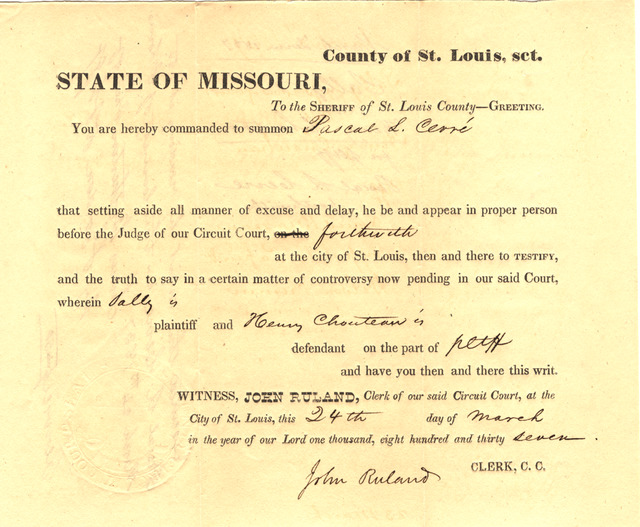 County of St. Louis, sct.
STATE OF MISSOURI,
To the SHERIFF of St. Louis County—GREETING.
You are hereby commanded to summon Pascal L. Cerré
that setting aside all manner of excuse and delay, he be and appear in proper person
before the Judge of our Circuit Court, on the forthwith
at the city of St. Louis, then and there to TESTIFY,
and the truth to say in a certain matter of controversy now pending in our said Court,
wherein Sally is
plaintiff and Henry Chouteau is
defendant on the part of pltff
and have you then and there this writ.
WITNESS, JOHN RULAND, Clerk of our said Circuit Court, at the
City of St. Louis, this 24th day of March
in the year of our Lord one thousand, eight hundred and thirty seven.
John Ruland CLERK, C. C.